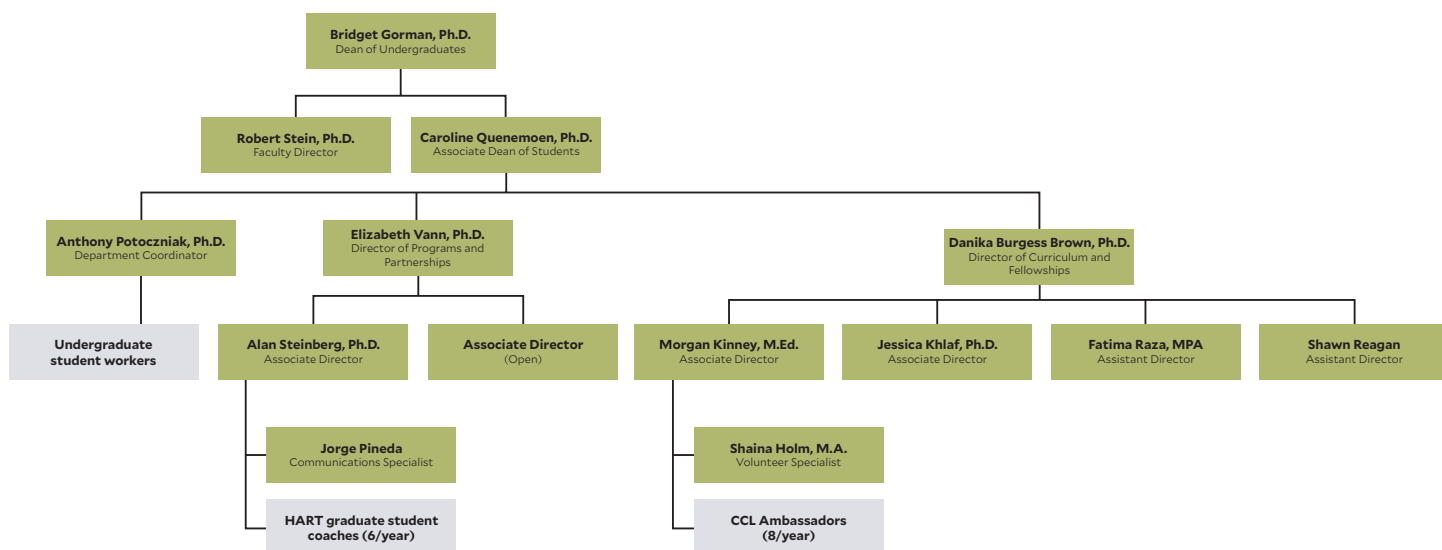 Bridget Gorman, Ph.D.
Dean of Undergraduates
Robert Stein, Ph.D.
Faculty Director
Caroline Quenemoen, Ph.D.
Associate Dean of Students
Anthony Potoczniak, Ph.D.
Department Coordinator
Elizabeth Vann, Ph.D.
Director of Programs and
Partnerships
Danika Burgess Brown, Ph.D.
Director of Curriculum and
Fellowships
Undergraduate
student workers
Alan Steinberg, Ph.D.
Associate Director
Associate Director
(Open)
Morgan Kinney, M.Ed.
Associate Director
Jessica Khlaf, Ph.D.
Associate Director
Fatima Raza, MPA
Assistant Director
Shawn Reagan
Assistant Director
Jorge Pineda
Communications Specialist
Shaina Holm, M.A.
Volunteer Specialist
HART graduate student
coaches (6/year)
CCL Ambassadors
(8/year)